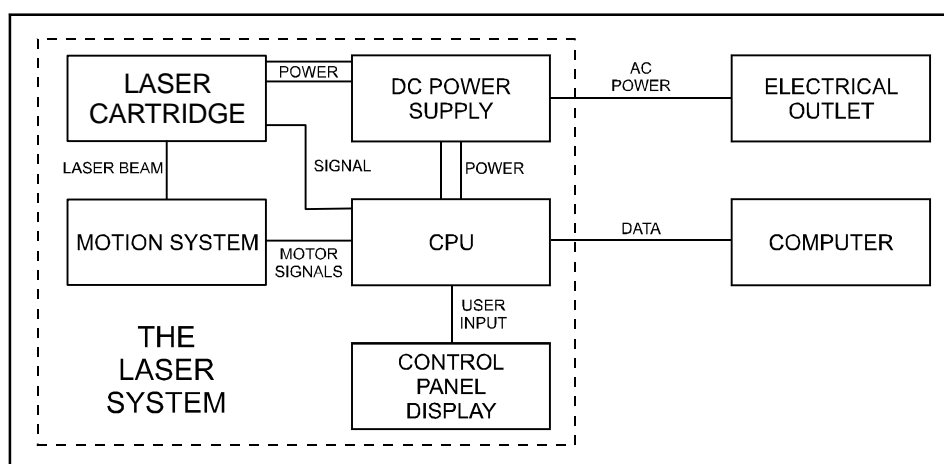 LASER
CARTRIDGE
POWER
DC POWER
SUPPLY
AC
POWER
ELECTRICAL
OUTLET
LASER BEAM
SIGNAL
POWER
MOTION SYSTEM
MOTOR
SIGNALS
CPU
DATA
COMPUTER
USER
INPUT
THE
LASER
SYSTEM
CONTROL
PANEL
DISPLAY